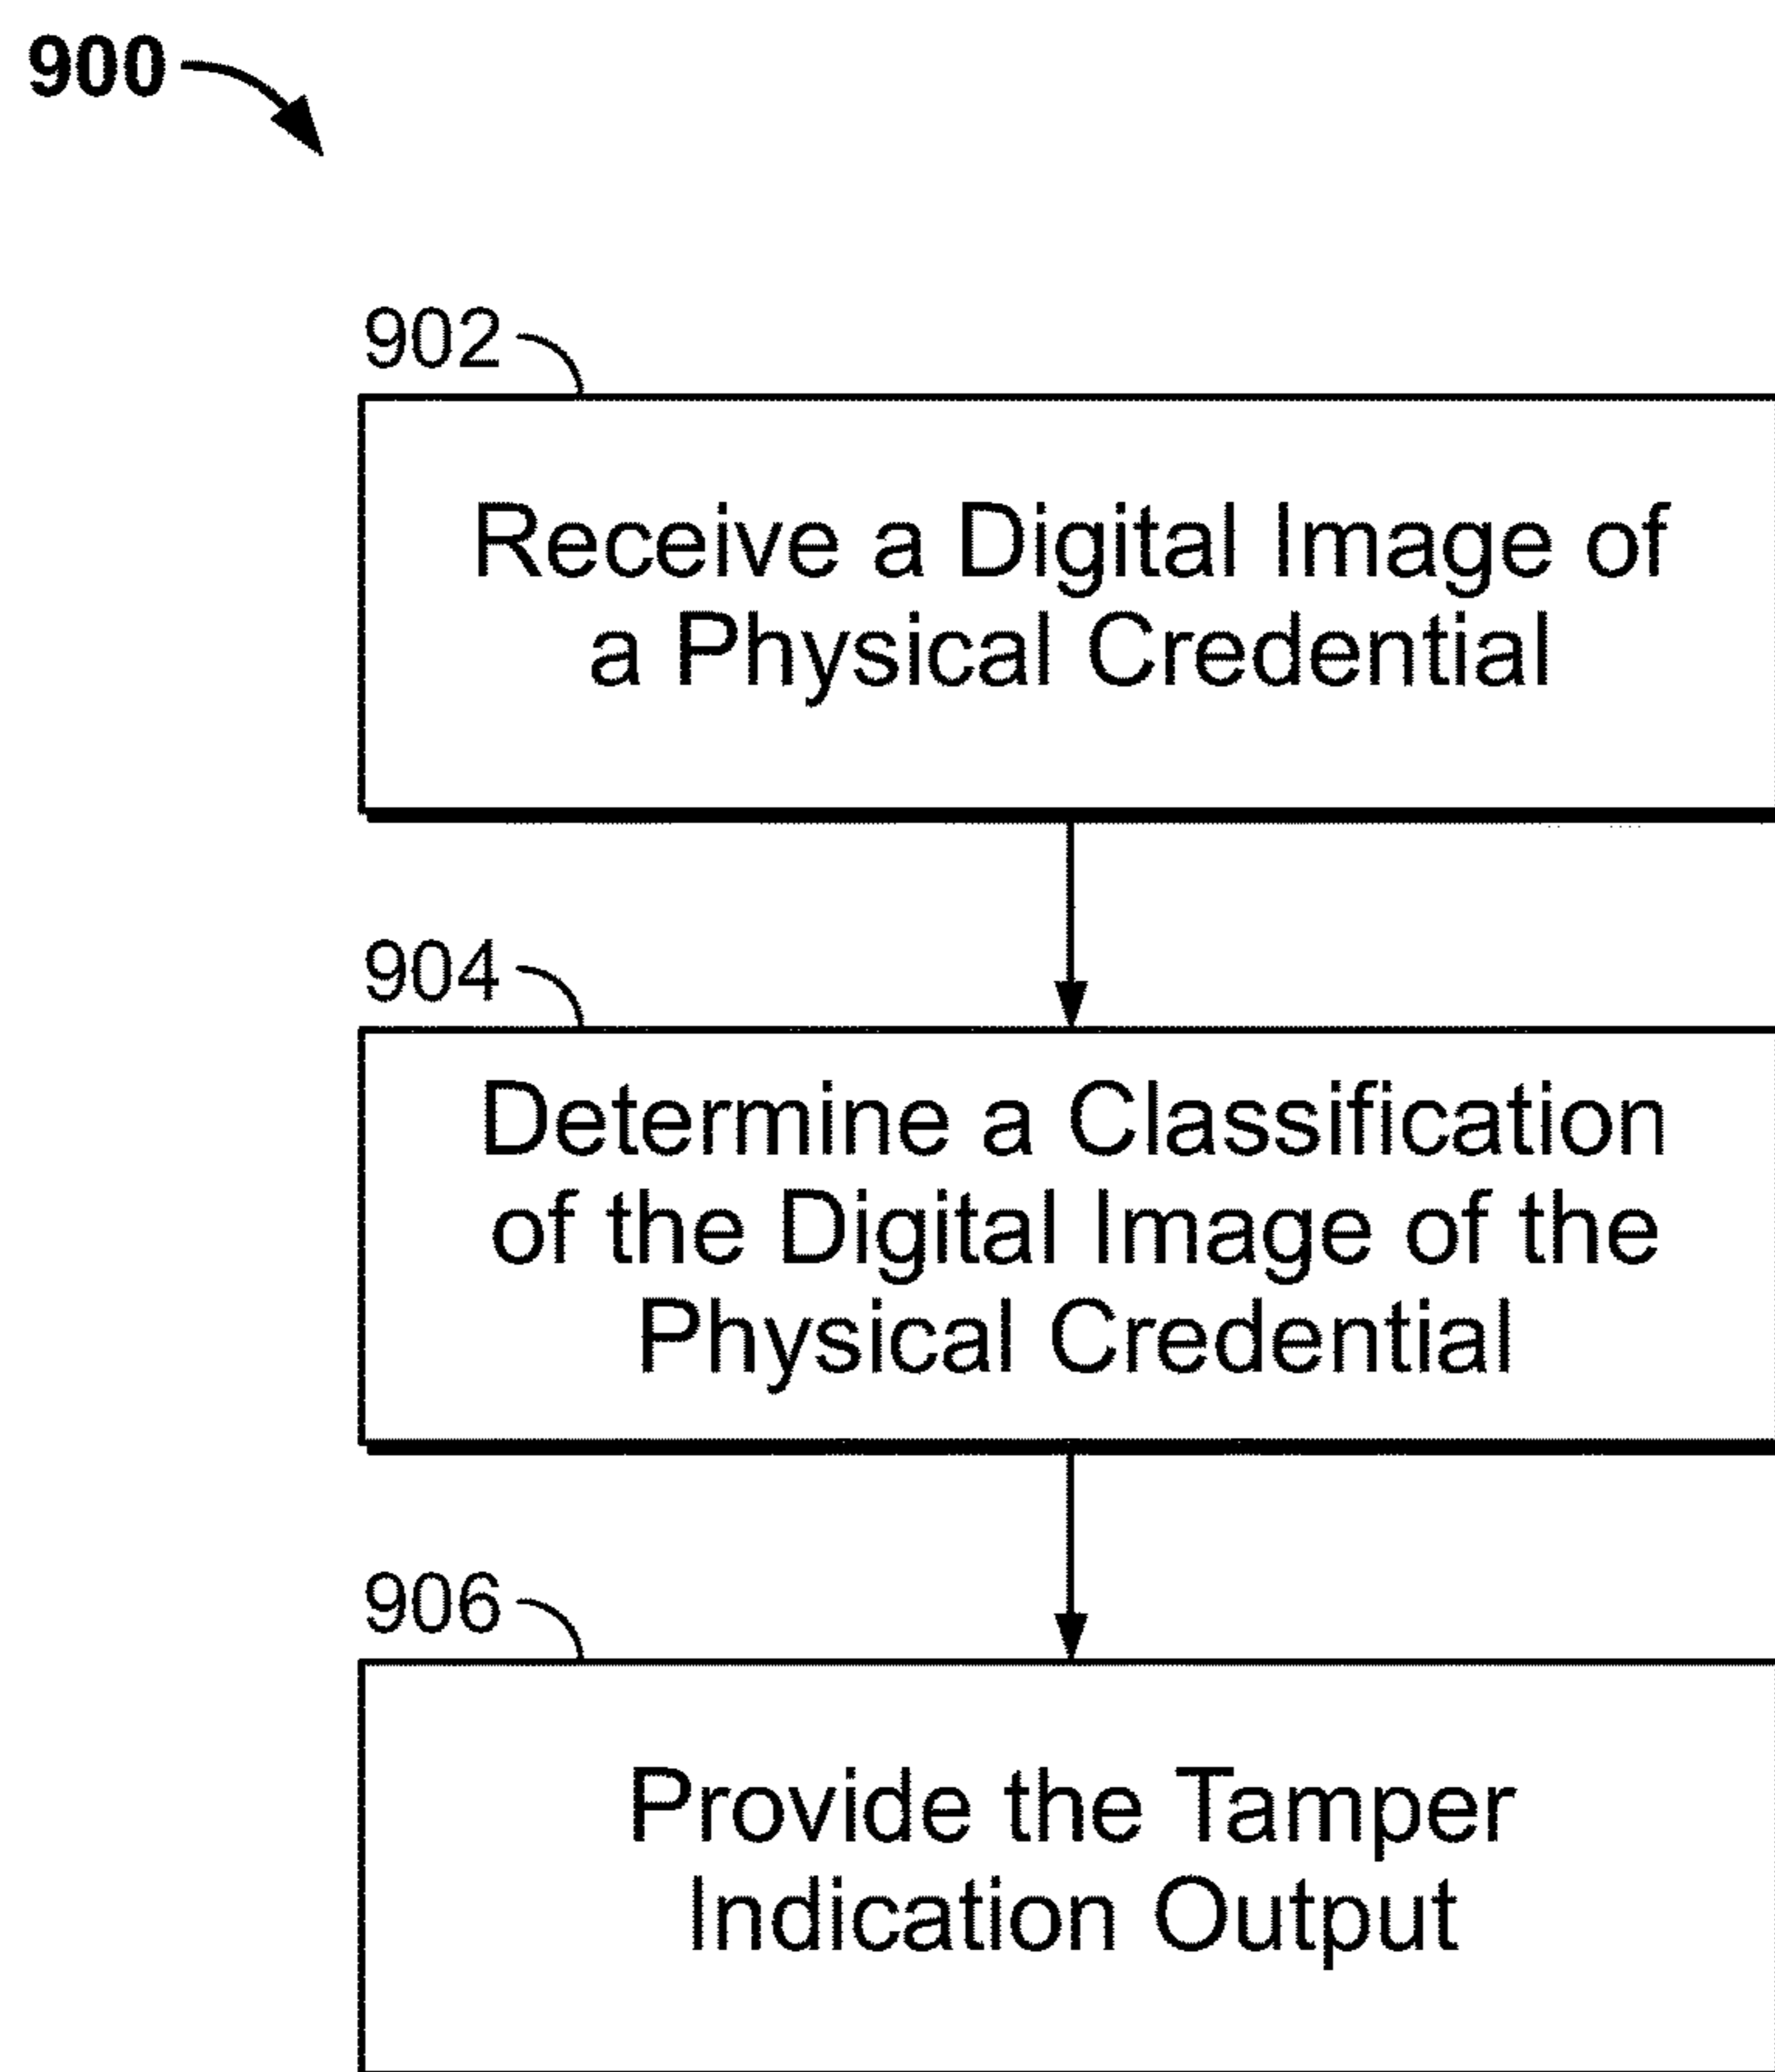 900
902
Receive a Digital Image of
a Physical Credential
904
Determine a Classification
of the Digital Image of the
Physical Credential
906
Provide the Tamper
Indication Output